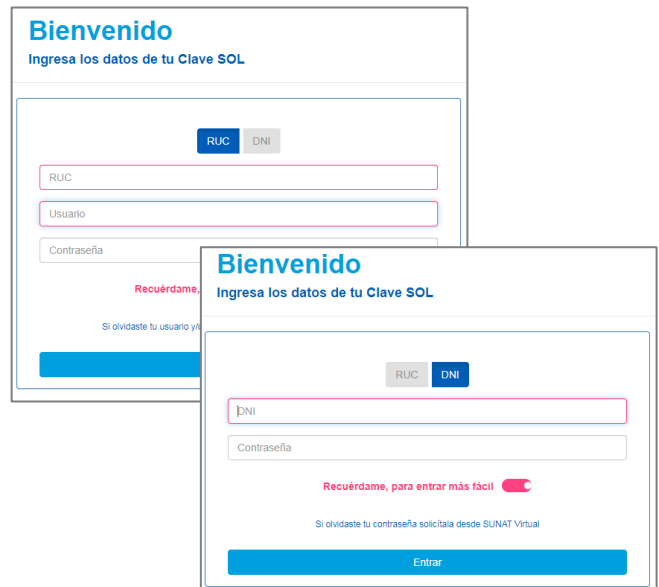 Bienvenido
Ingresa los datos de tu Clave SOL
RUC DNI
RUC
Usuario
Contraseña
Recuérdame,
Si olvidaste tu usuario y/o
Bienvenido
Ingresa los datos de tu Clave SOL
RUC DNI
DNI
Contraseña
Recuérdame, para entrar más fácil
Si olvidaste tu contraseña solicítala desde SUNAT Virtual
Entrar